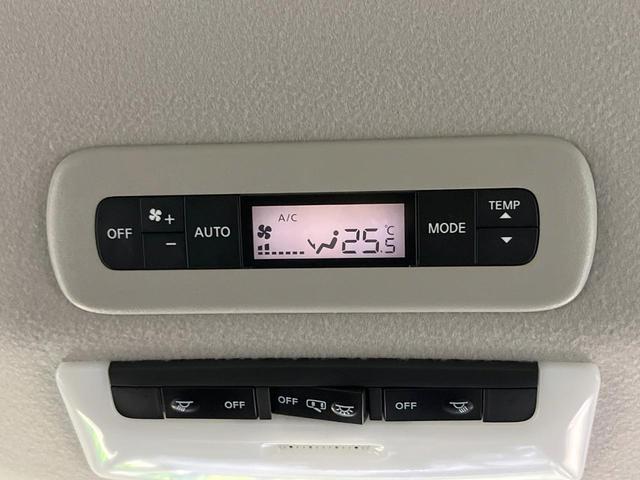 A/C
OFF + - AUTO 25.5 °C MODE TEMP
OFF OFF OFF